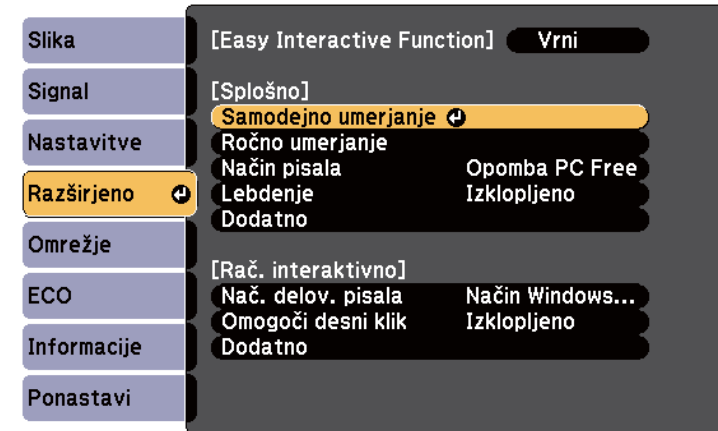 Slika
Signal
Nastavitve
Razširjeno
Omrežje
ECO
Informacije
Ponastavi
[Easy Interactive Function] Vrni
[Splošno]
Samodejno umerjanje
Ročno umerjanje
Način pisala Opomba PC Free
Lebdenje Izklopljeno
Dodatno
[Rač. interaktivno]
Nač. delov. pisala Način Windows...
Omogoči desni klik Izklopljeno
Dodatno